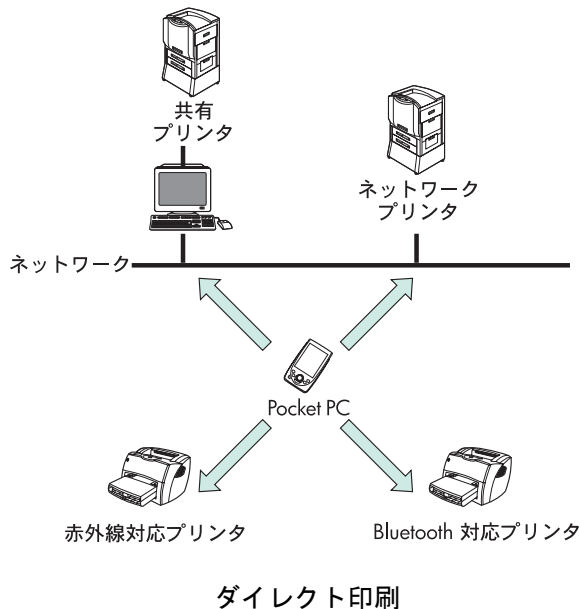 共有
プリンタ
ネットワーク
プリンタ
ネットワーク
Pocket PC
赤外線対応プリンタ
Bluetooth 対応プリンタ
ダイレクト印刷